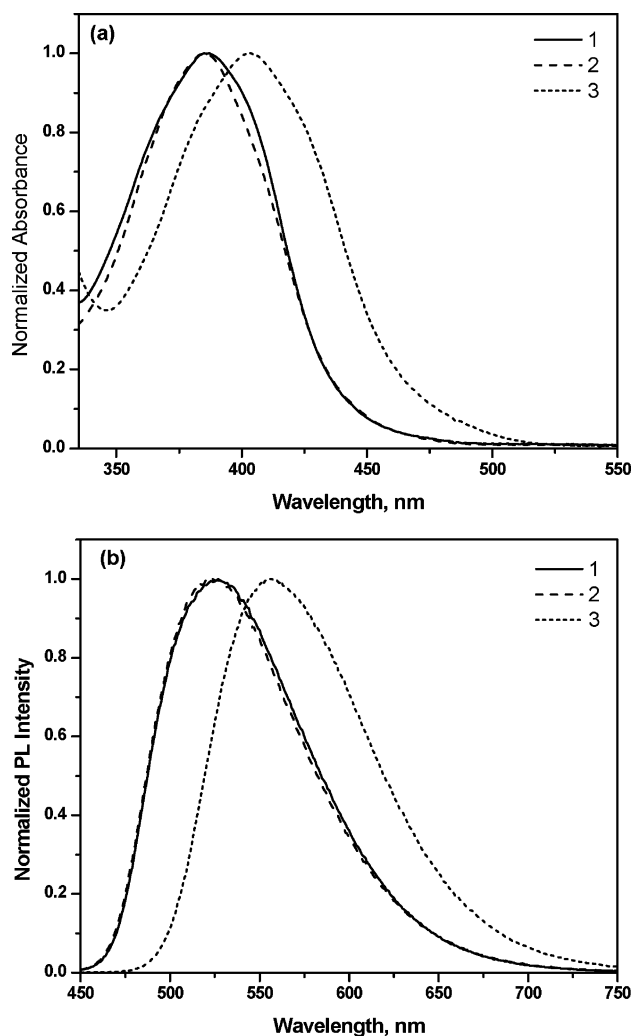 (a)
1
2
3
1.0
0.8
0.6
0.4
0.2
0.0
Normalized Absorbance
350 400 450 500 550
Wavelength, nm
(b)
1
2
3
1.0
0.8
0.6
0.4
0.2
0.0
Normalized PL Intensity
450 500 550 600 650 700 750
Wavelength, nm